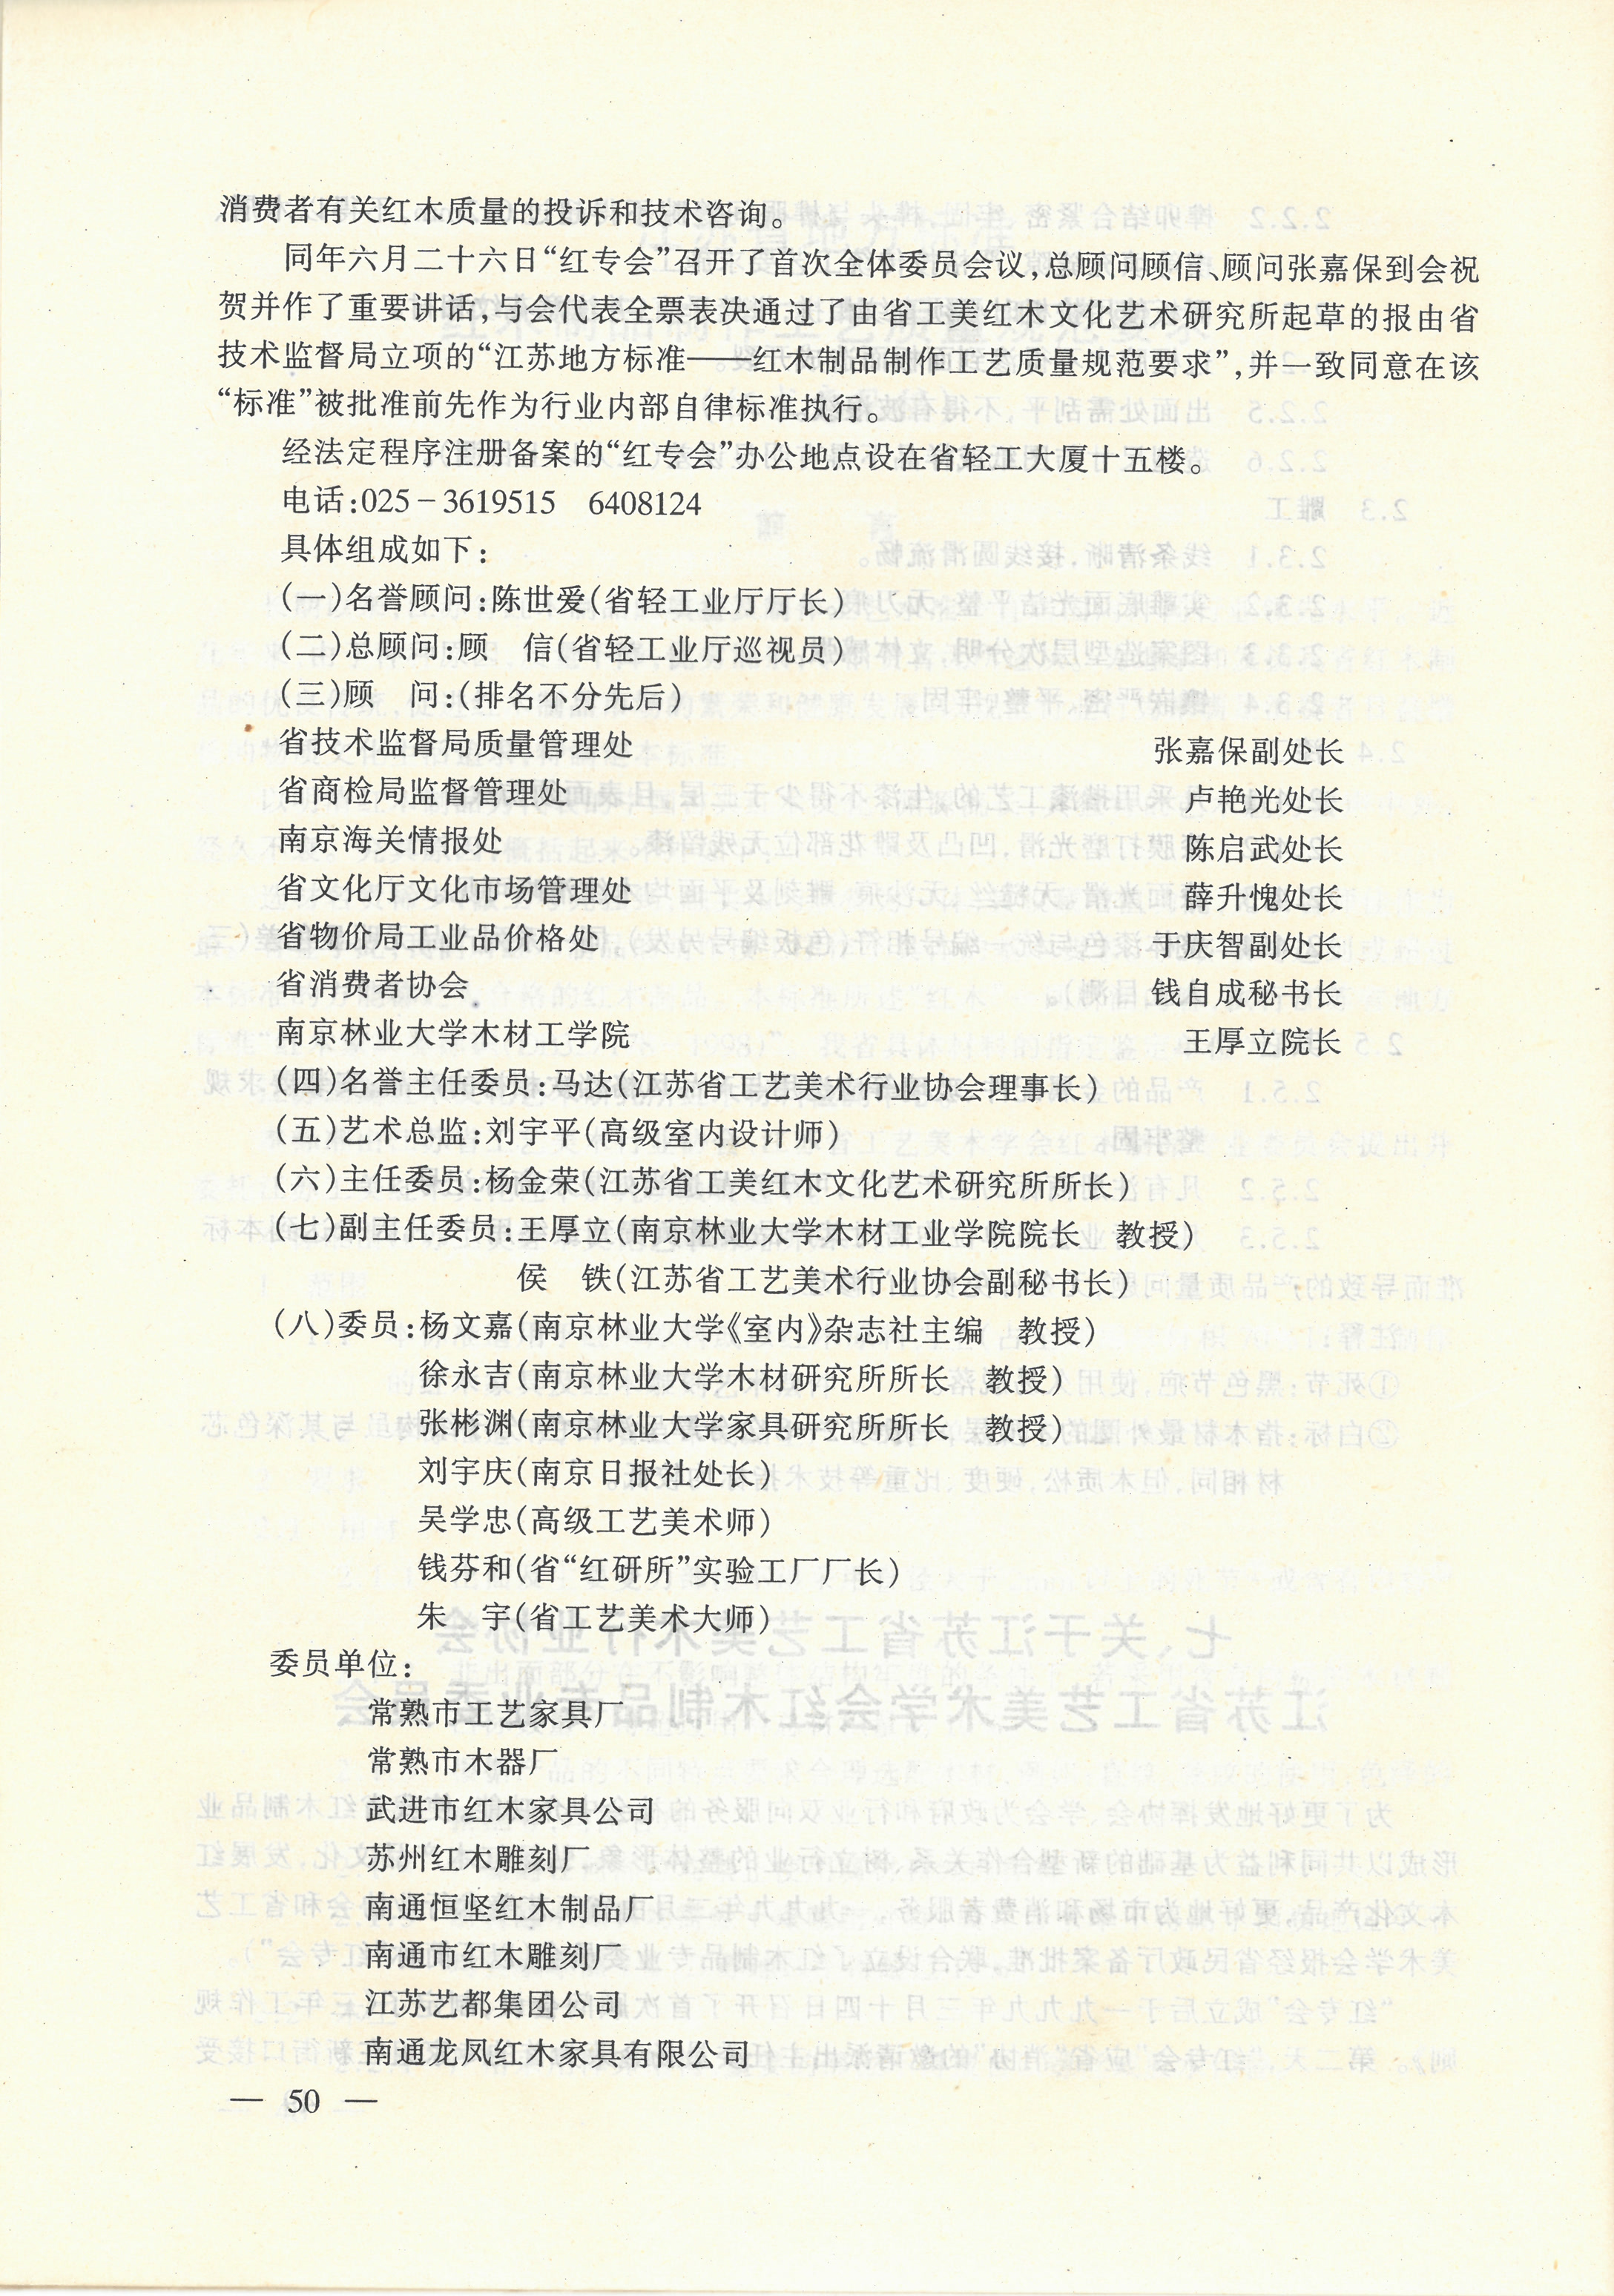 消费者有关红木质量的投诉和技术咨询。
同年六月二十六日“红专会”召开了首次全体委员会议,总顾问顾信、顾问张嘉保到会祝
贺并作了重要讲话,与会代表全票表决通过了由省工美红木文化艺术研究所起草的报由省
技术监督局立项的“江苏地方标准——红木制品制作工艺质量规范要求”,并一致同意在该
“标准”被批准前先作为行业内部自律标准执行。
经法定程序注册备案的“红专会”办公地点设在省轻工大厦十五楼。
电话:025-3619515 6408124
具体组成如下:
(一)名誉顾问:陈世爱(省轻工业厅厅长)
(二)总顾问:顾 信(省轻工业厅巡视员)
(三)顾 问:(排名不分先后)
省技术监督局质量管理处 张嘉保副处长
省商检局监督管理处 卢艳光处长
南京海关情报处 陈启武处长
省文化厅文化市场管理处 薛升愧处长
省物价局工业品价格处 于庆智副处长
省消费者协会 钱自成秘书长
南京林业大学木材工学院 王厚立院长
(四)名誉主任委员:马达(江苏省工艺美术行业协会理事长)
(五)艺术总监:刘宇平(高级室内设计师)
(六)主任委员:杨金荣(江苏省工美红木文化艺术研究所所长)
(七)副主任委员:王厚立(南京林业大学木材工业学院院长 教授)
侯 铁(江苏省工艺美术行业协会副秘书长)
(八)委员:杨文嘉(南京林业大学《室内》杂志社主编 教授)
徐永吉(南京林业大学木材研究所所长 教授)
张彬渊(南京林业大学家具研究所所长 教授)
刘宇庆(南京日报社处长)
吴学忠(高级工艺美术师)
钱芬和(省“红研所”实验工厂厂长)
朱 宇(省工艺美术大师)
委员单位:
常熟市工艺家具厂
常熟市木器厂
武进市红木家具公司
苏州红木雕刻厂
南通恒坚红木制品厂
南通市红木雕刻厂
江苏艺都集团公司
南通龙凤红木家具有限公司
— 50 —